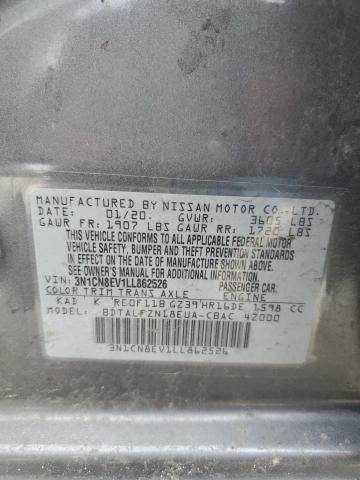 MANUFACTURED BY NISSAN MOTOR CO., LTD.
DATE: 01/20. GVWR: 3605 LBS
GAWR FR: 1907 LBS GAWR RR: 1720 LBS
THIS VEHICLE CONFORMS TO ALL APPLICABLE FEDERAL MOTOR
VEHICLE SAFETY, BUMPER, AND THEFT PREVENTION STANDARDS
IN EFFECT ON THE DATE OF MANUFACTURE SHOWN ABOVE.
SEE OWNERS MANUAL FOR ADDITIONAL INFORMATION.
VIN: 3N1CN8EV1LL862526 PASSENGER CAR
COLOR TRIM TRANS AXLE ENGINE
KAD K RE0F11B GZ39 HR16DE 1598 CC
MODEL: BDTALFZN18EUA-CBAC 42000
3N1CN8EV1LL862526